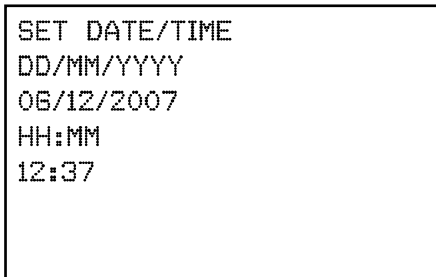 SET DATE/TIME
DD/MM/YYYY
06/12/2007
HH:MM
12:37